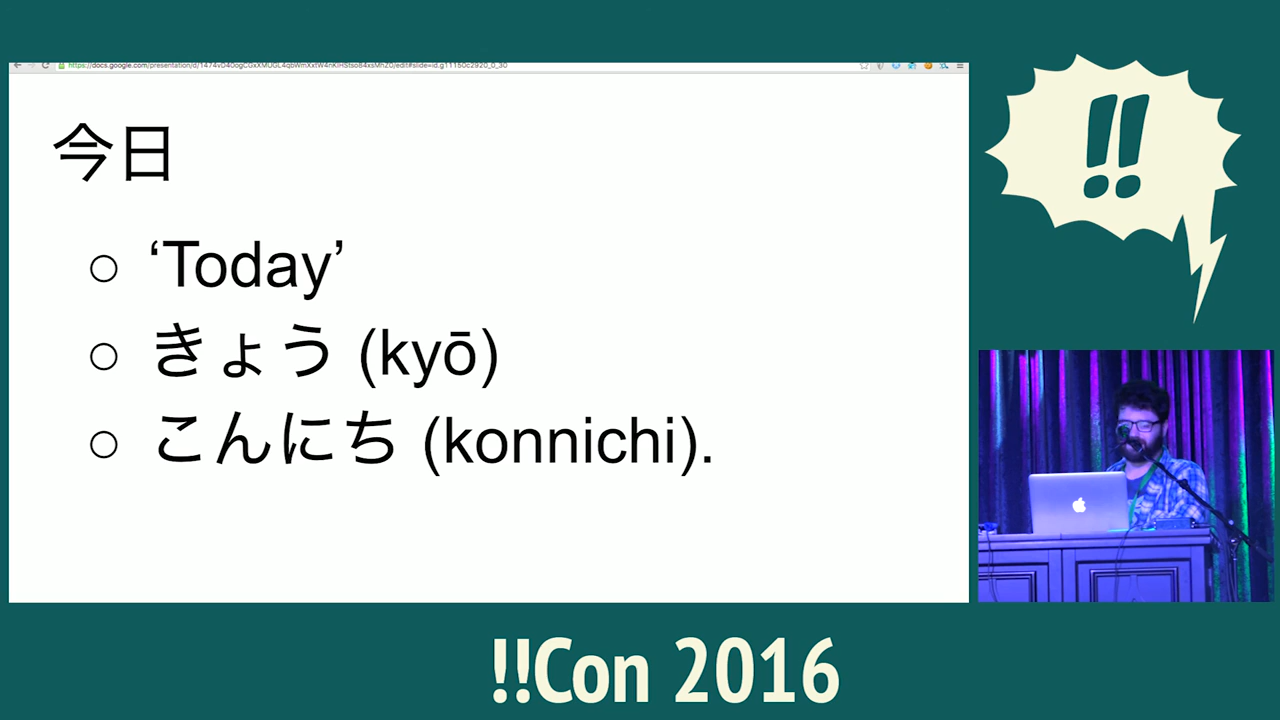 今日
○ ‘Today’
○ きょう (kyō)
○ こんにち (konnichi).
!!
!!Con 2016